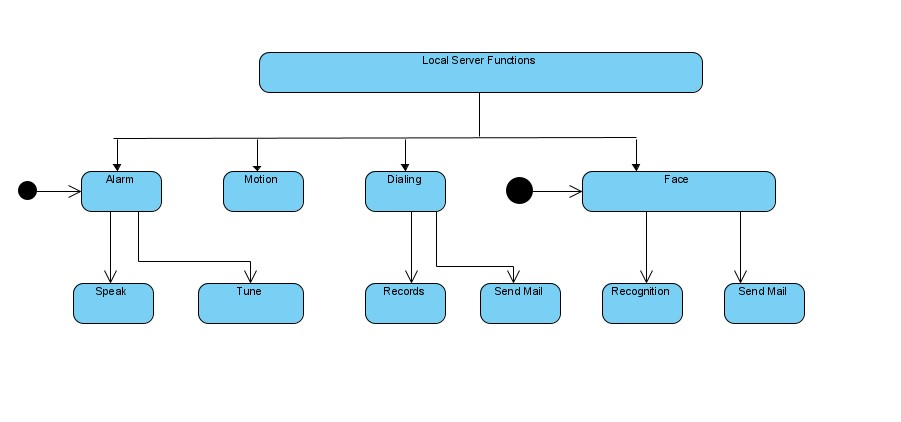 Local Server Functions
Alarm
Motion
Dialing
Face
Speak
Tune
Records
Send Mail
Recognition
Send Mail